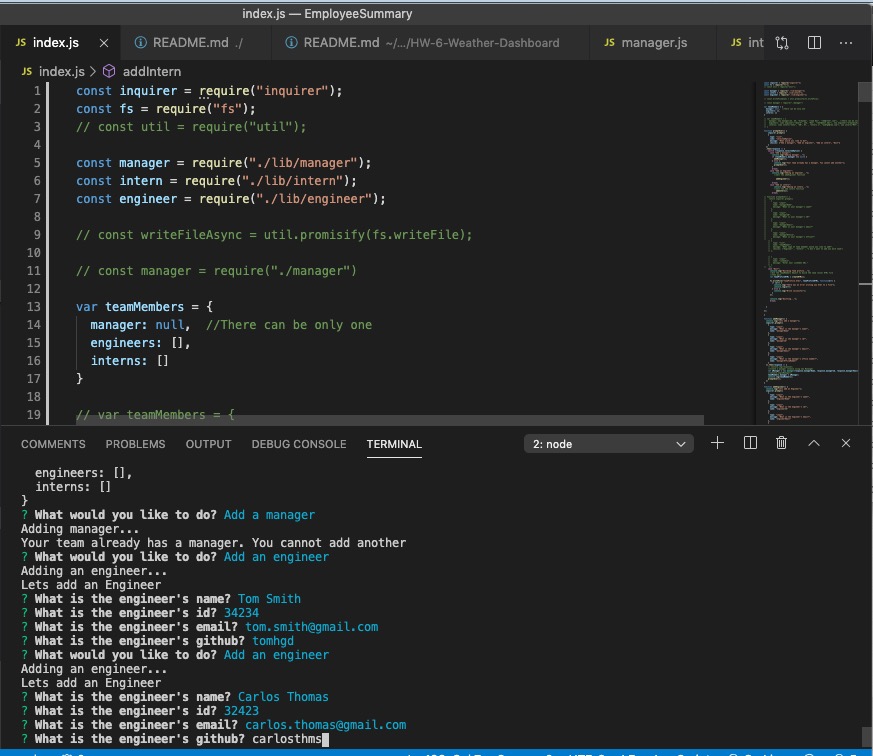 index.js — EmployeeSummary
JS index.js × README.md ./ README.md ~/.../HW-6-Weather-Dashboard JS manager.js JS int ...
JS index.js > addIntern
1 const inquirer = require("inquirer");
2 const fs = require("fs");
3 // const util = require("util");
4
5 const manager = require("./lib/manager");
6 const intern = require("./lib/intern");
7 const engineer = require("./lib/engineer");
8
9 // const writeFileAsync = util.promisify(fs.writeFile);
10
11 // const manager = require("./manager")
12
13 var teamMembers = {
14 manager: null, //There can be only one
15 engineers: [],
16 interns: []
17 }
18
19 // var teamMembers = {
COMMENTS PROBLEMS OUTPUT DEBUG CONSOLE TERMINAL 2: node
engineers: [],
interns: []
}
? What would you like to do? Add a manager
Adding manager...
Your team already has a manager. You cannot add another
? What would you like to do? Add an engineer
Adding an engineer...
Lets add an Engineer
? What is the engineer's name? Tom Smith
? What is the engineer's id? 34234
? What is the engineer's email? tom.smith@gmail.com
? What is the engineer's github? tomhgd
? What would you like to do? Add an engineer
Adding an engineer...
Lets add an Engineer
? What is the engineer's name? Carlos Thomas
? What is the engineer's id? 32423
? What is the engineer's email? carlos.thomas@gmail.com
? What is the engineer's github? carlosthms